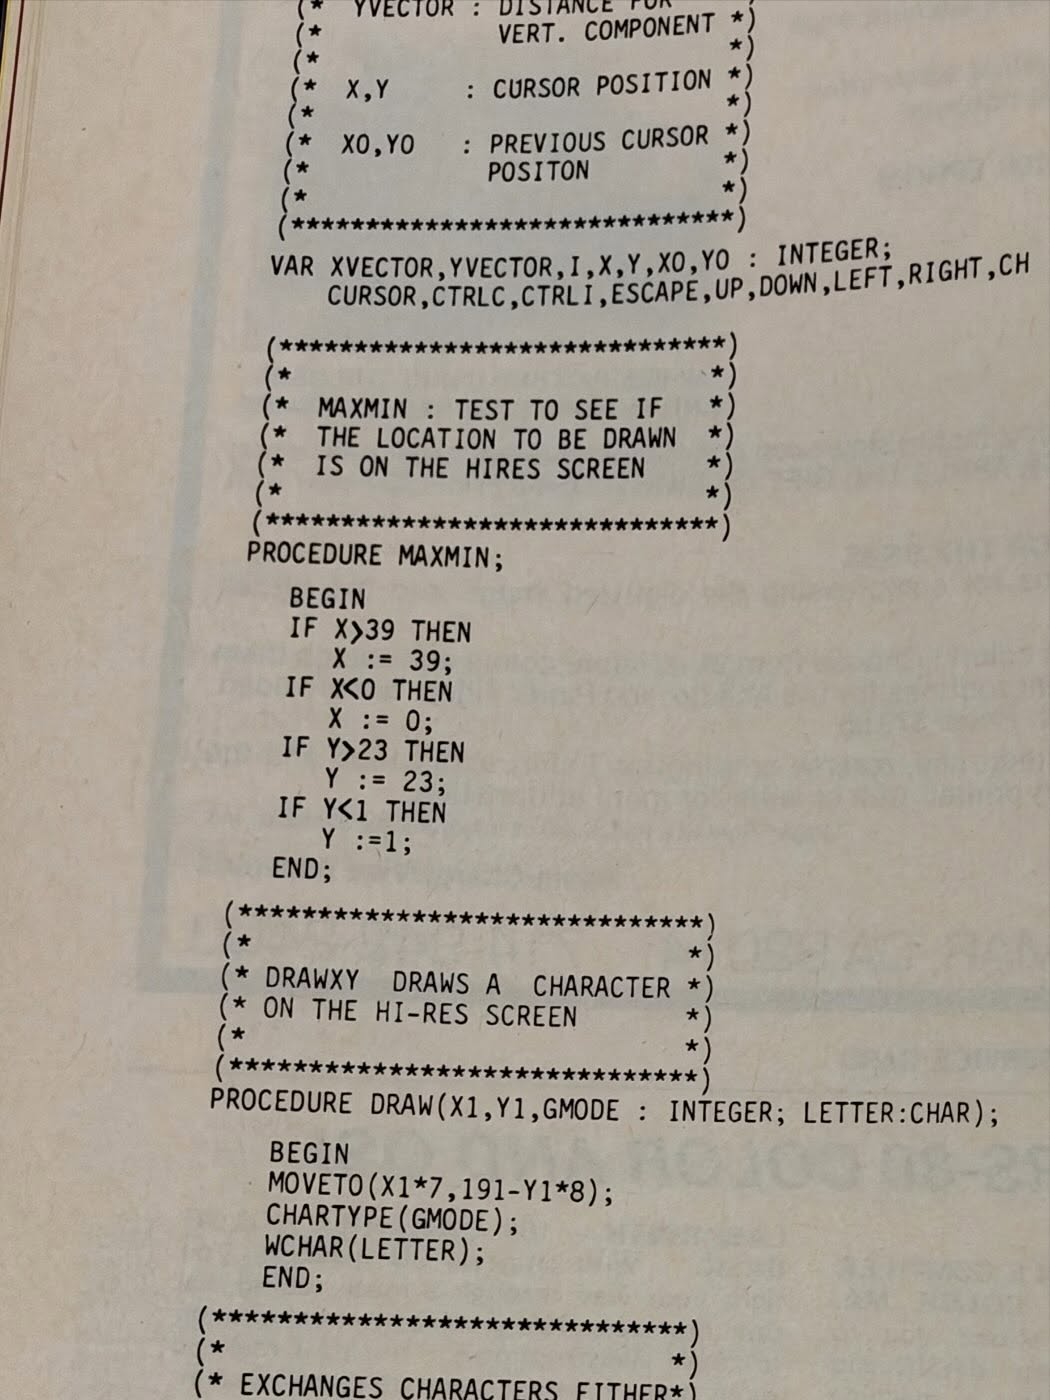 (* YVECTOR : DISTANCE FOR *)
(* VERT. COMPONENT *)
(* *)
(* X,Y : CURSOR POSITION *)
(* *)
(* XO,YO : PREVIOUS CURSOR *)
(* POSITON *)
(* *)
(******************************)
VAR XVECTOR,YVECTOR,I,X,Y,XO,YO : INTEGER;
CURSOR,CTRLC,CTRLI,ESCAPE,UP,DOWN,LEFT,RIGHT,CH
(******************************)
(* *)
(* MAXMIN : TEST TO SEE IF *)
(* THE LOCATION TO BE DRAWN *)
(* IS ON THE HIRES SCREEN *)
(* *)
(******************************)
PROCEDURE MAXMIN;
BEGIN
IF X>39 THEN
X := 39;
IF X<0 THEN
X := 0;
IF Y>23 THEN
Y := 23;
IF Y<1 THEN
Y :=1;
END;
(******************************)
(* *)
(* DRAWXY DRAWS A CHARACTER *)
(* ON THE HI-RES SCREEN *)
(* *)
(******************************)
PROCEDURE DRAW(X1,Y1,GMODE : INTEGER; LETTER:CHAR);
BEGIN
MOVETO(X1*7,191-Y1*8);
CHARTYPE(GMODE);
WCHAR(LETTER);
END;
(******************************)
(* *)
(* EXCHANGES CHARACTERS EITHER*)